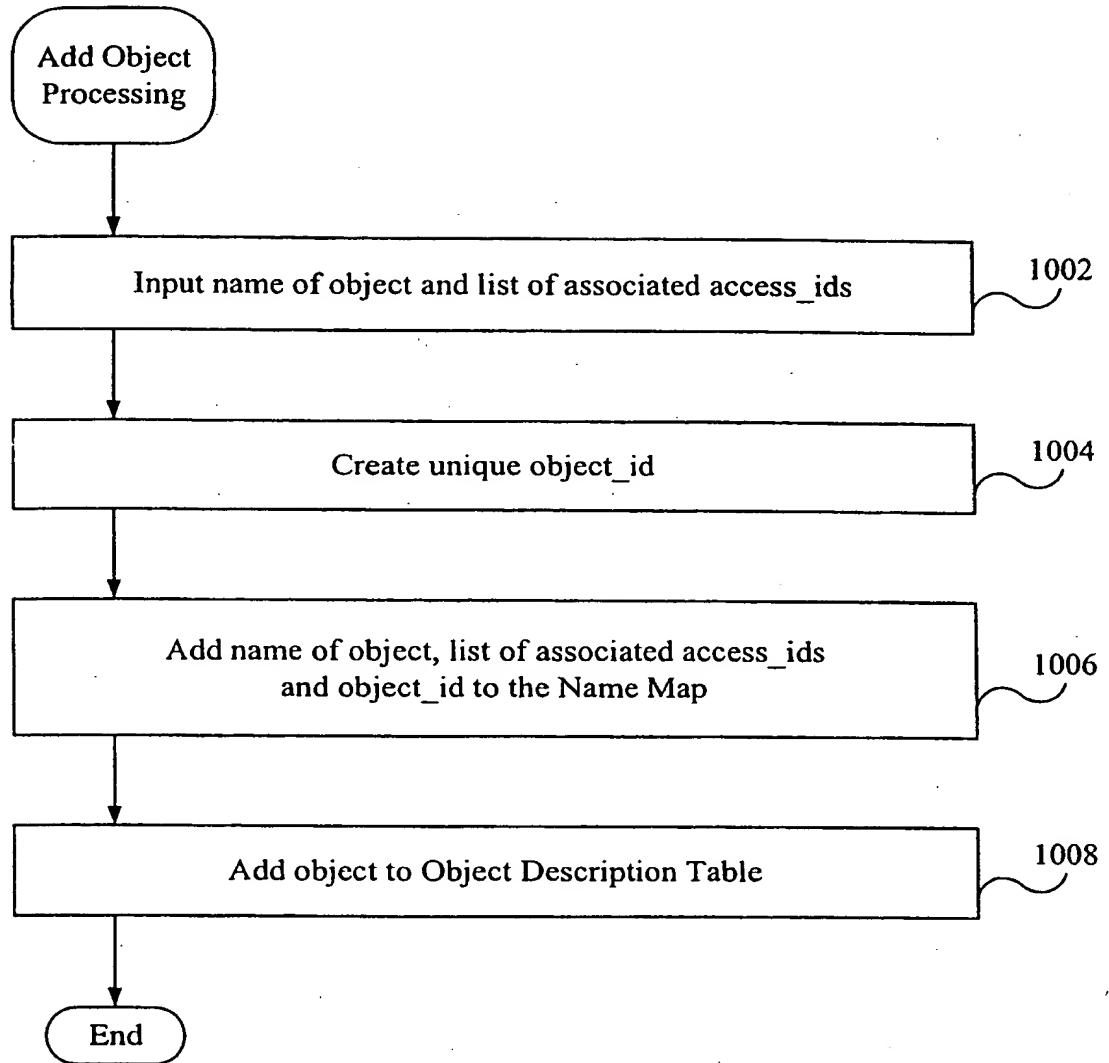 Add Object
Processing
Input name of object and list of associated access_ids
1002
Create unique object_id
1004
Add name of object, list of associated access_ids
and object_id to the Name Map
1006
Add object to Object Description Table
1008
End